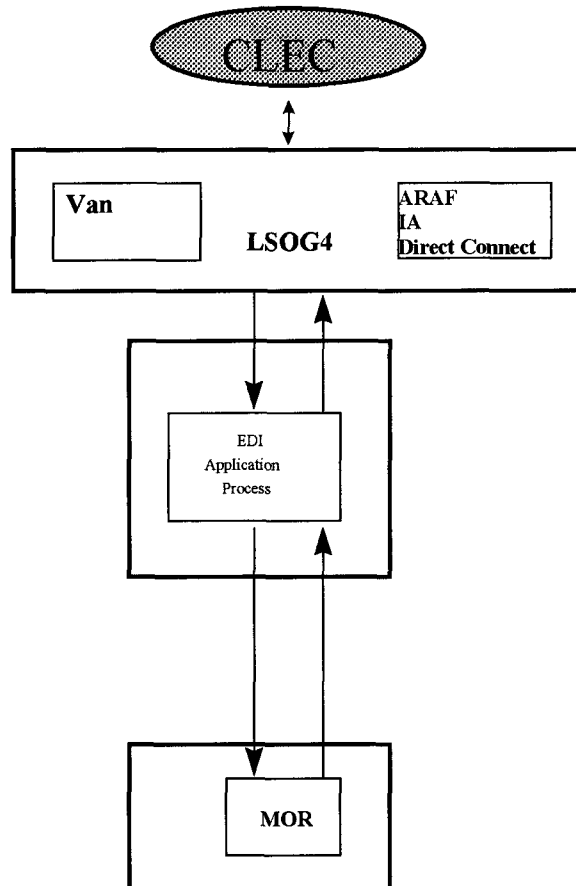 CLEC
Van
LSOG4
ARAF
IA
Direct Connect
EDI
Application
Process
MOR